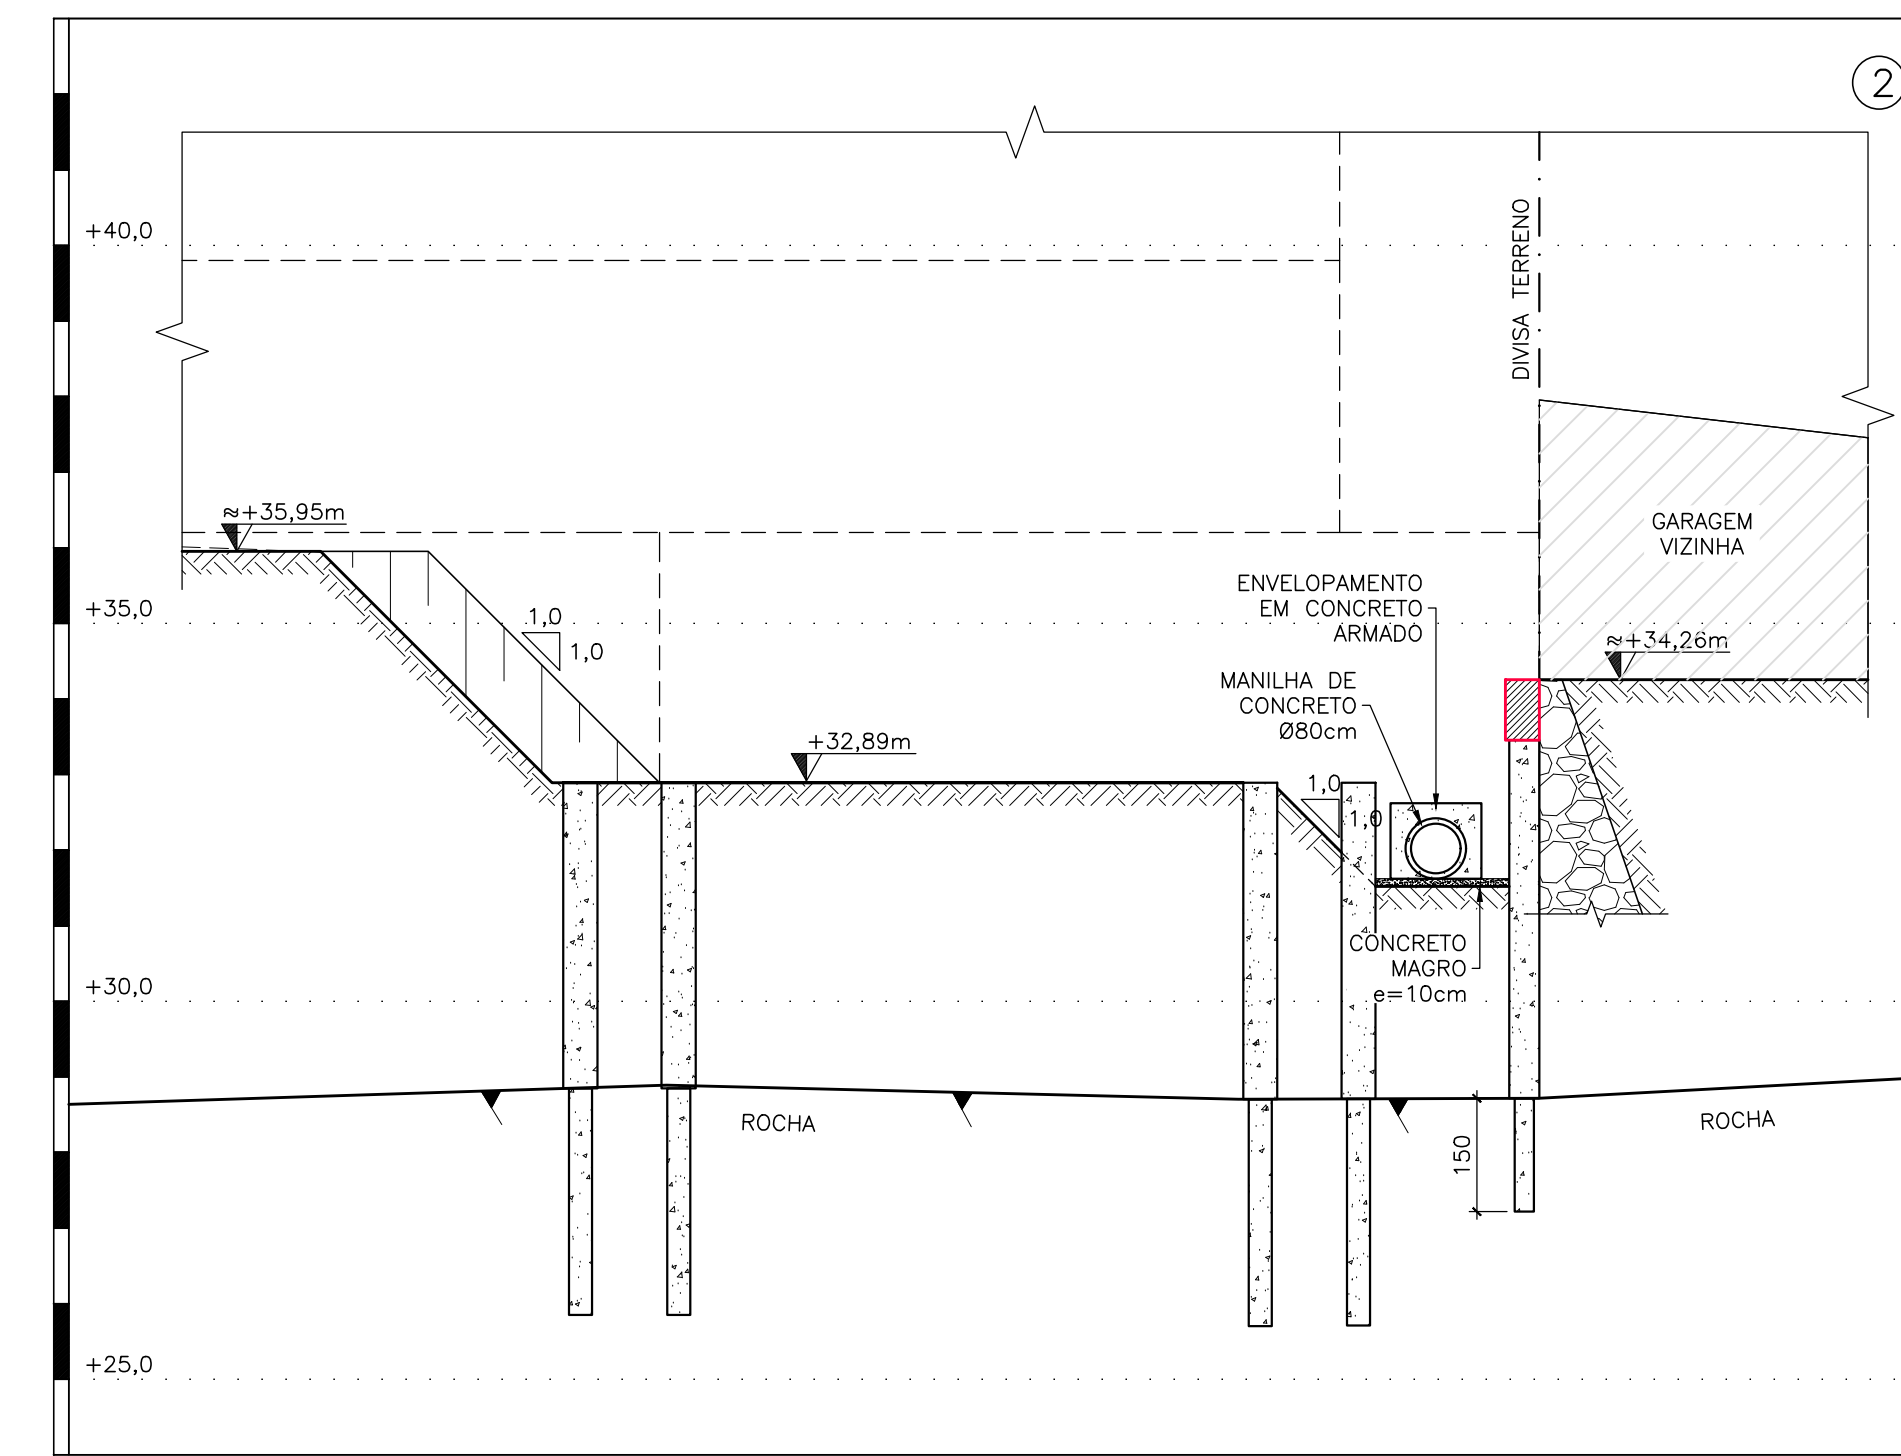 2
DIVISA TERRENO
+40,0
≈+35,95m
+35,0
1,0
1,0
ENVELOPAMENTO
EM CONCRETO
ARMADO
GARAGEM
VIZINHA
≈+34,26m
MANILHA DE
CONCRETO
Ø80cm
+32,89m
1,0
1,0
CONCRETO
MAGRO
e=10cm
+30,0
ROCHA
ROCHA
150
+25,0